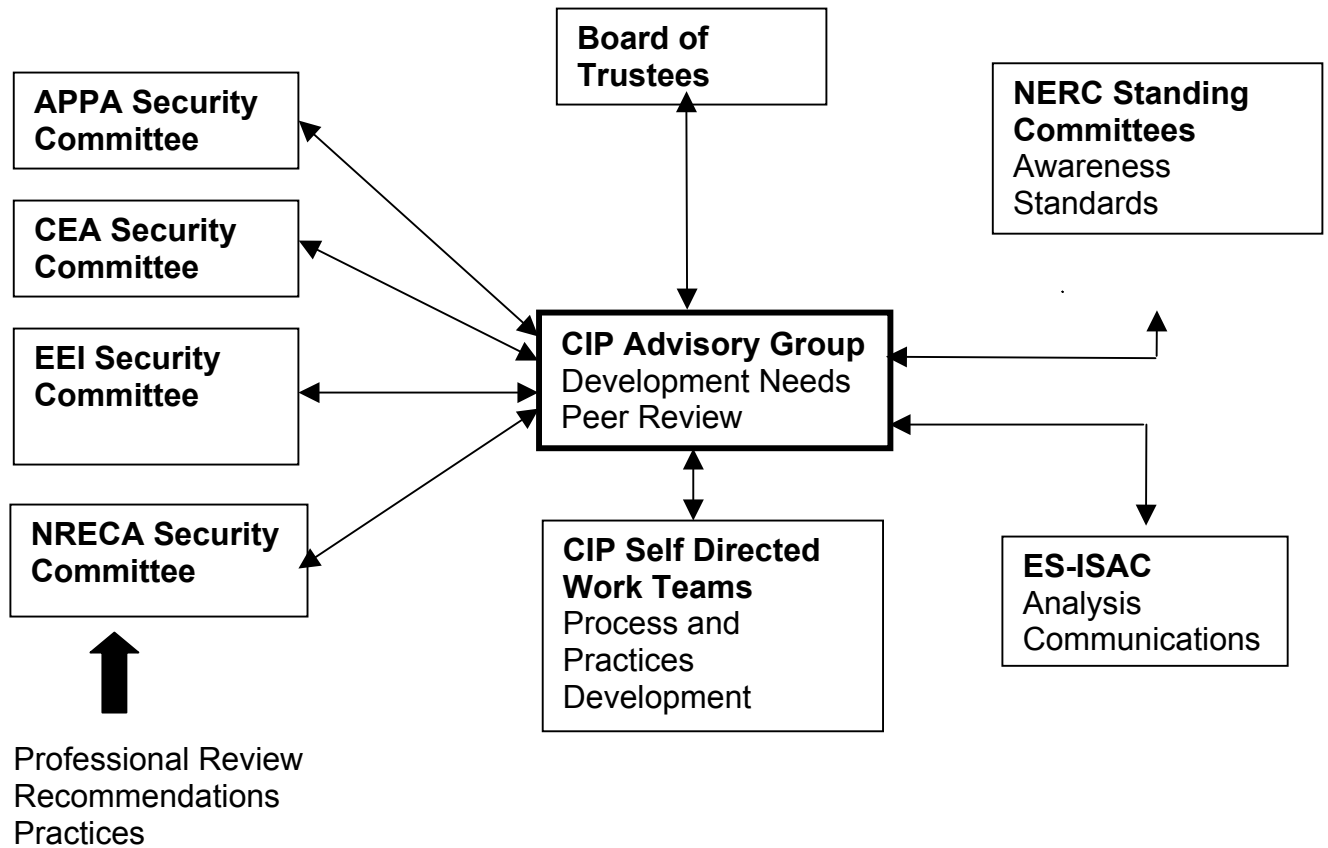 Board of
Trustees
APPA Security
Committee
NERC Standing
Committees
Awareness
Standards
CEA Security
Committee
EEI Security
Committee
CIP Advisory Group
Development Needs
Peer Review
NRECA Security
Committee
CIP Self Directed
Work Teams
Process and
Practices
Development
ES-ISAC
Analysis
Communications
Professional Review
Recommendations
Practices